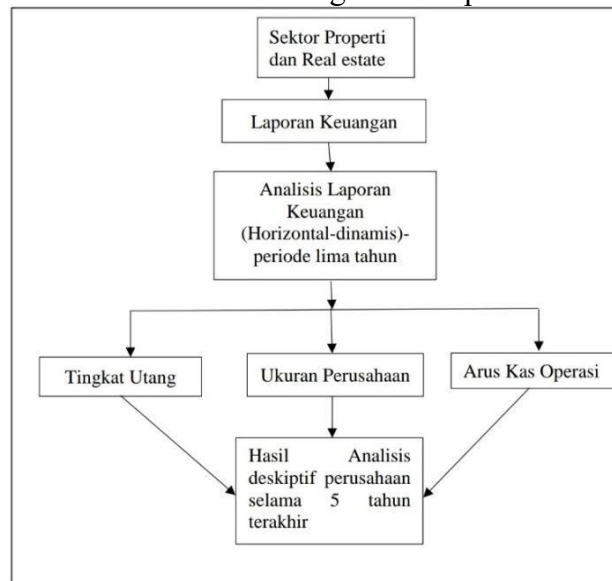 Sektor Properti
dan Real estate
Laporan Keuangan
Analisis Laporan
Keuangan
(Horizontal-dinamis)-
periode lima tahun
Tingkat Utang
Ukuran Perusahaan
Arus Kas Operasi
Hasil Analisis
deskiptif perusahaan
selama 5 tahun
terakhir